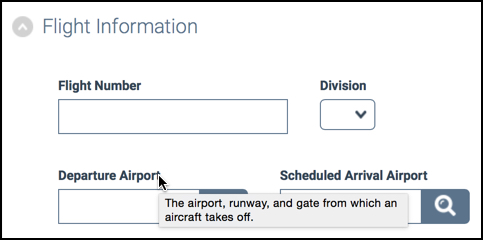 Flight Information
Flight Number
Division
Departure Airport
Scheduled Arrival Airport
The airport, runway, and gate from which an
aircraft takes off.